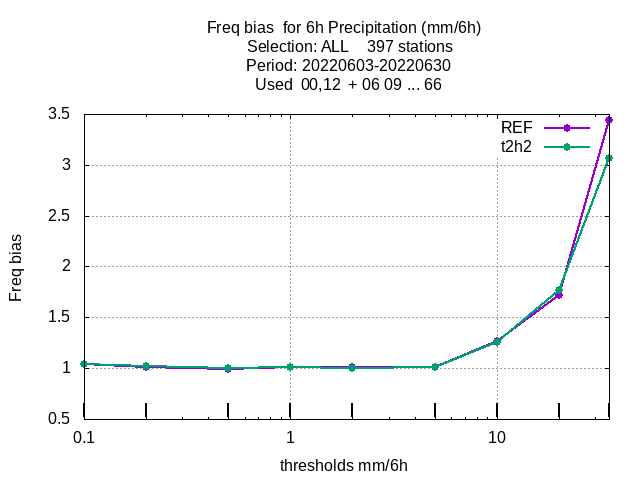 Freq bias  for 6h Precipitation (mm/6h)
Selection: ALL    397 stations
Period: 20220603-20220630
Used  00,12  + 06 09 ... 66
REF
t2h2
3.5
3
2.5
2
1.5
1
0.5
Freq bias
0.1
1
10
thresholds mm/6h